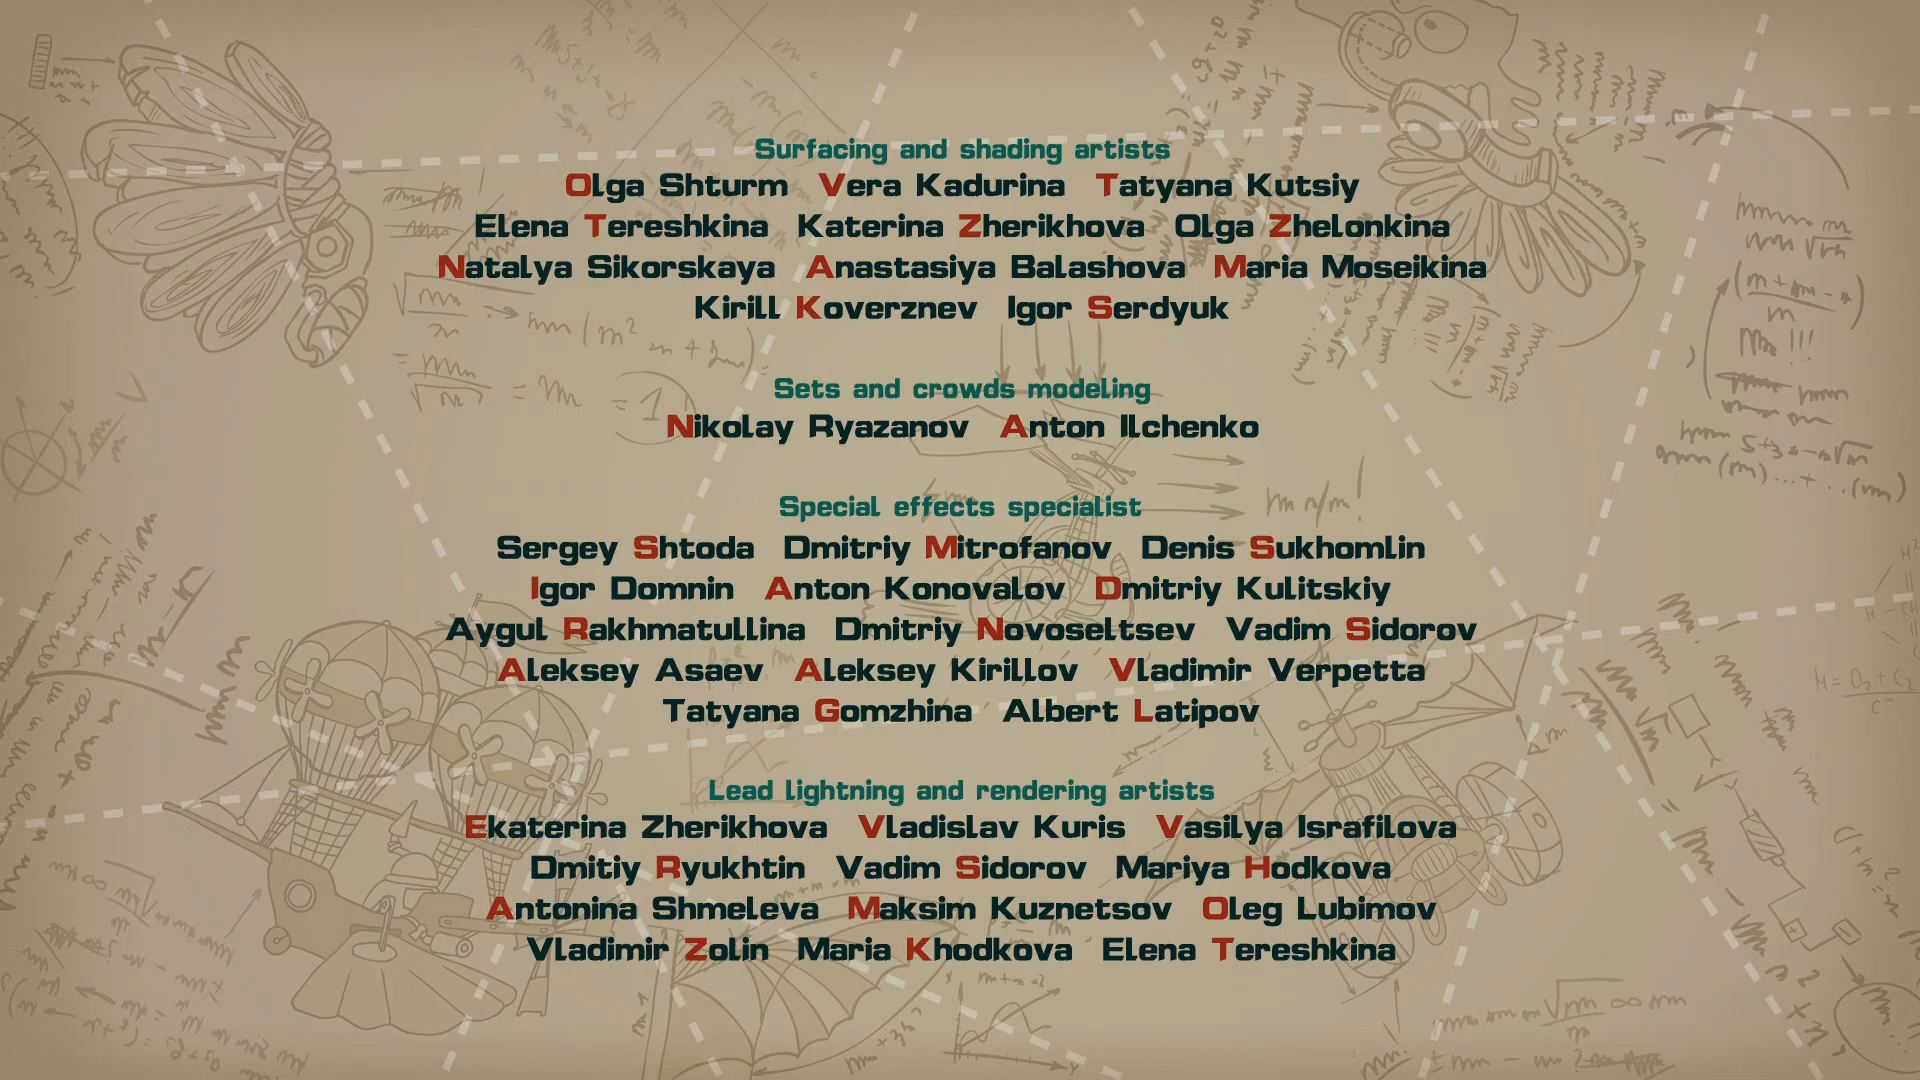 Surfacing and shading artists
Olga Shturm Vera Kadurina Tatyana Kutsiy
Elena Tereshkina Katerina Zherikhova Olga Zhelonkina
Natalya Sikorskaya Anastasiya Balashova Maria Moseikina
Kirill Koverznev Igor Serdyuk
Sets and crowds modeling
Nikolay Ryazanov Anton Ilchenko
Special effects specialist
Sergey Shtoda Dmitriy Mitrofanov Denis Sukhomlin
Igor Domnin Anton Konovalov Dmitriy Kulitskiy
Aygul Rakhmatullina Dmitriy Novoseltsev Vadim Sidorov
Aleksey Asaev Aleksey Kirillov Vladimir Verpetta
Tatyana Gomzhina Albert Latipov
Lead lightning and rendering artists
Ekaterina Zherikhova Vladislav Kuris Vasilya Israfilova
Dmitiy Ryukhtin Vadim Sidorov Mariya Hodkova
Antonina Shmeleva Maksim Kuznetsov Oleg Lubimov
Vladimir Zolin Maria Khodkova Elena Tereshkina